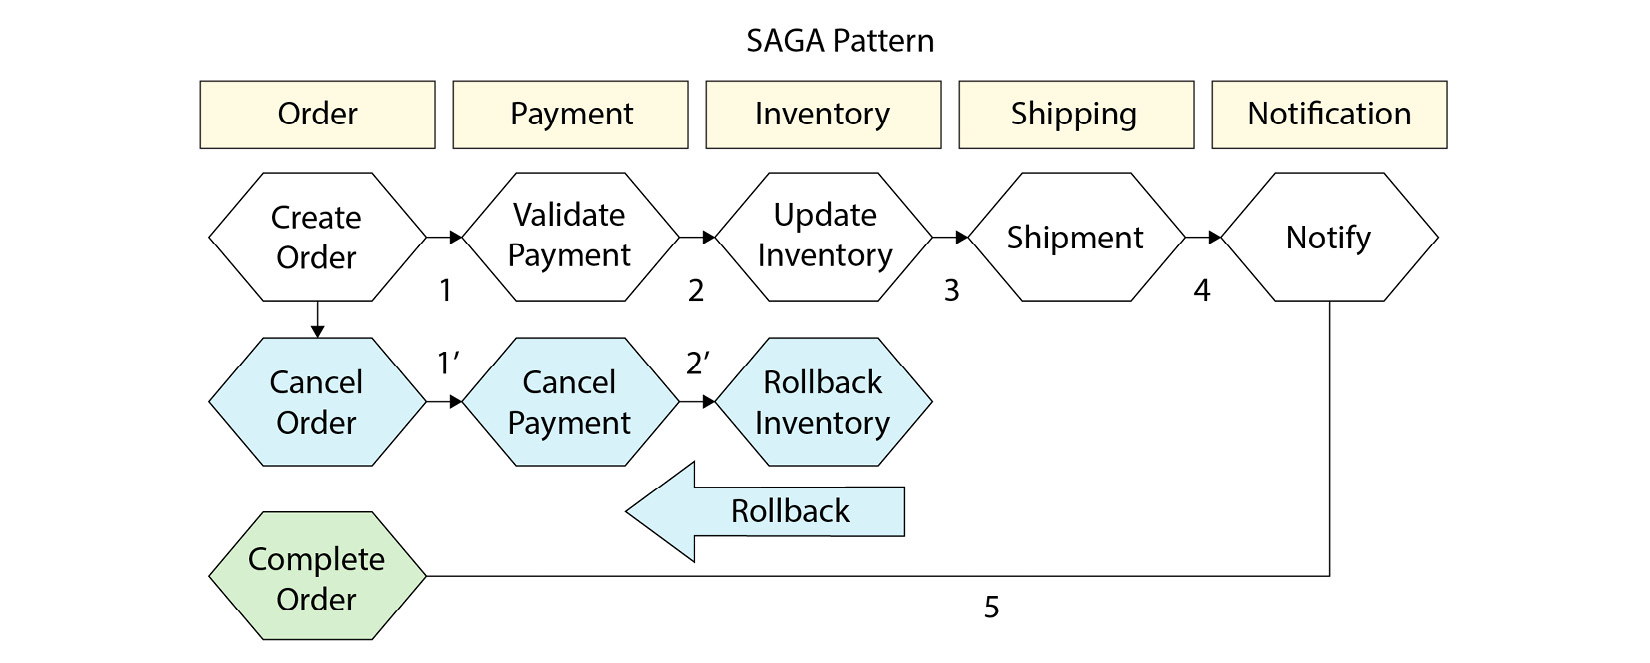 SAGA Pattern
Order
Payment
Inventory
Shipping
Notification
Create
Order
Validate
Payment
Update
Inventory
Shipment
Notify
1
2
3
4
Cancel
Order
1′
Cancel
Payment
2′
Rollback
Inventory
Rollback
Complete
Order
5